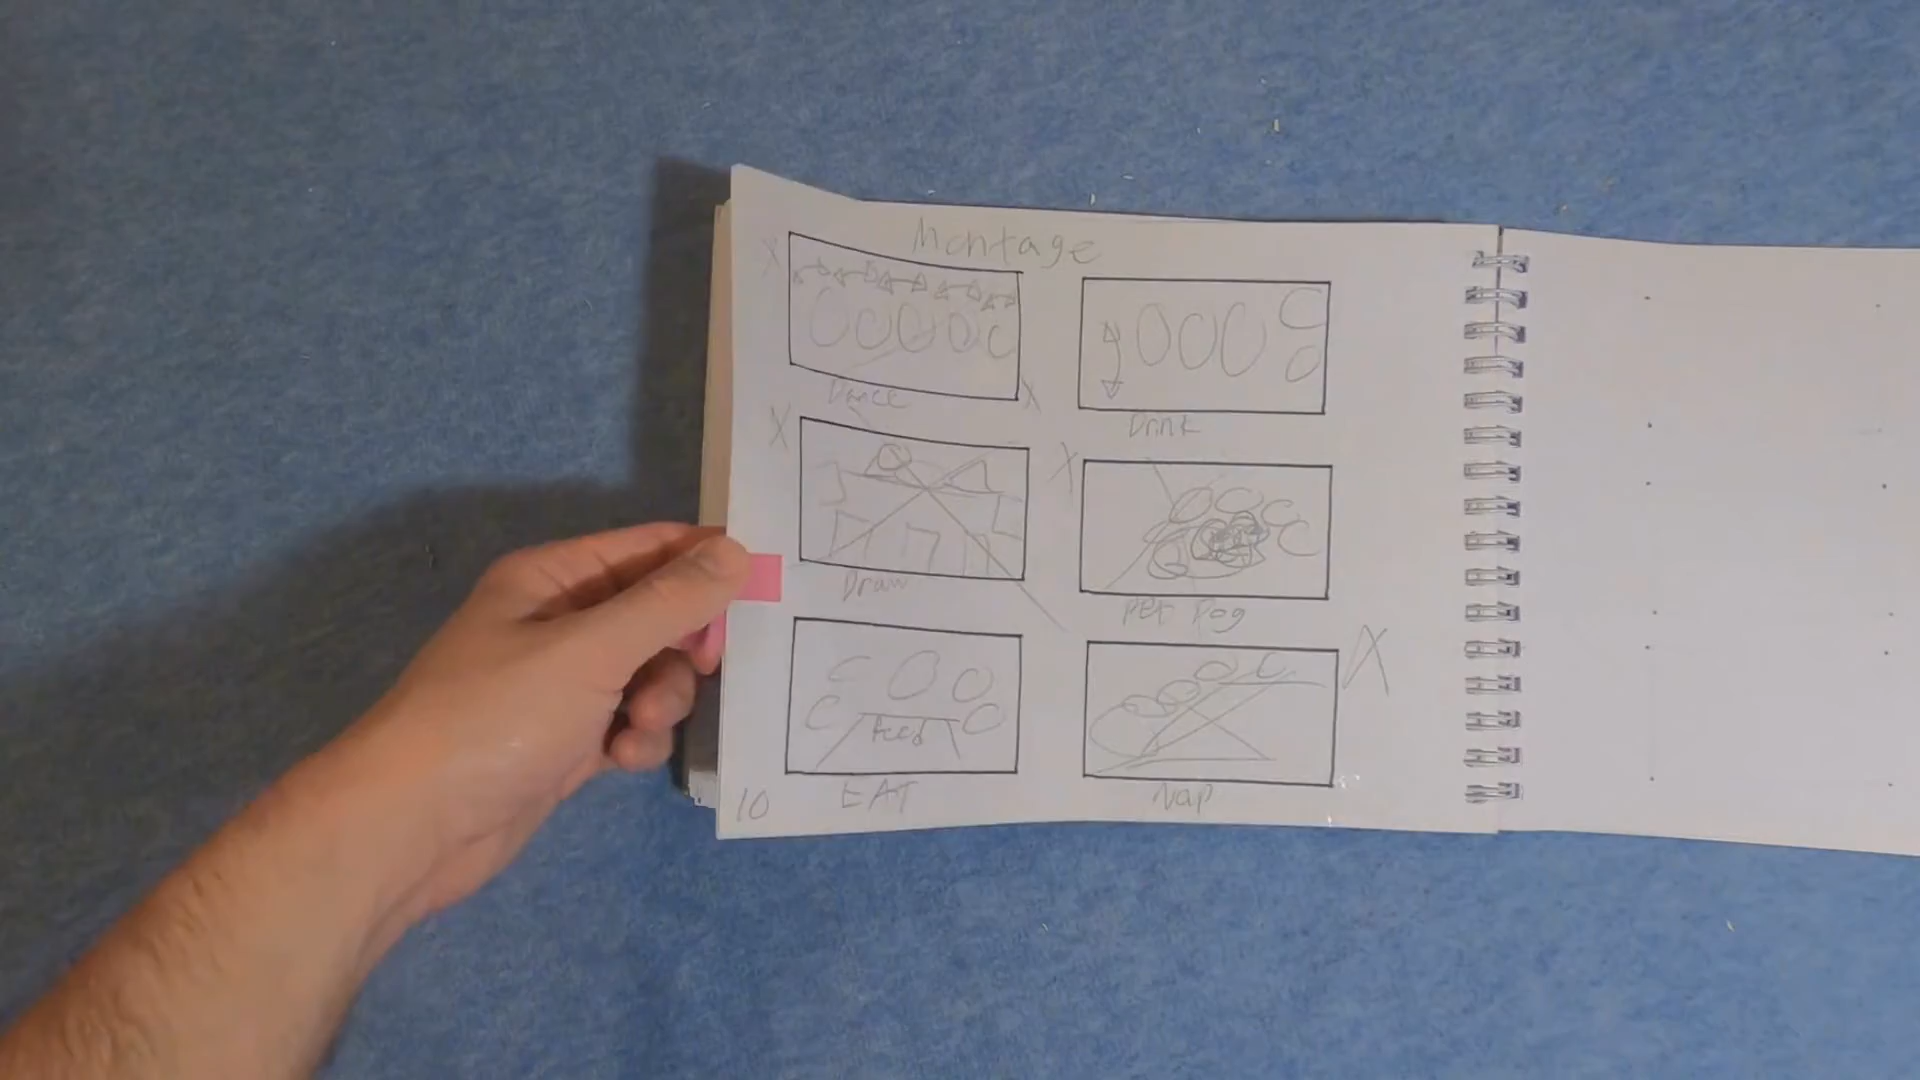 Montage
X
Dance
X
Drink
X
Draw
X
PET Dog
food
EAT
X
Nap
10